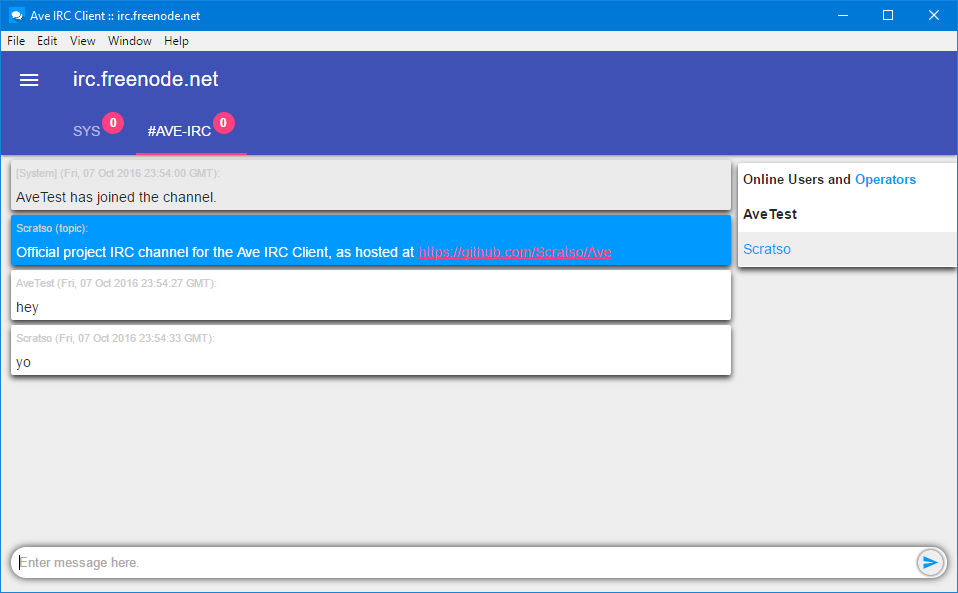 Ave IRC Client :: irc.freenode.net
File Edit View Window Help
irc.freenode.net
SYS 0 #AVE-IRC 0
[System] (Fri, 07 Oct 2016 23:54:00 GMT):
AveTest has joined the channel.
Scratso (topic):
Official project IRC channel for the Ave IRC Client, as hosted at https://github.com/Scratso/Ave
AveTest (Fri, 07 Oct 2016 23:54:27 GMT):
hey
Scratso (Fri, 07 Oct 2016 23:54:33 GMT):
yo
Online Users and Operators
AveTest
Scratso
Enter message here.